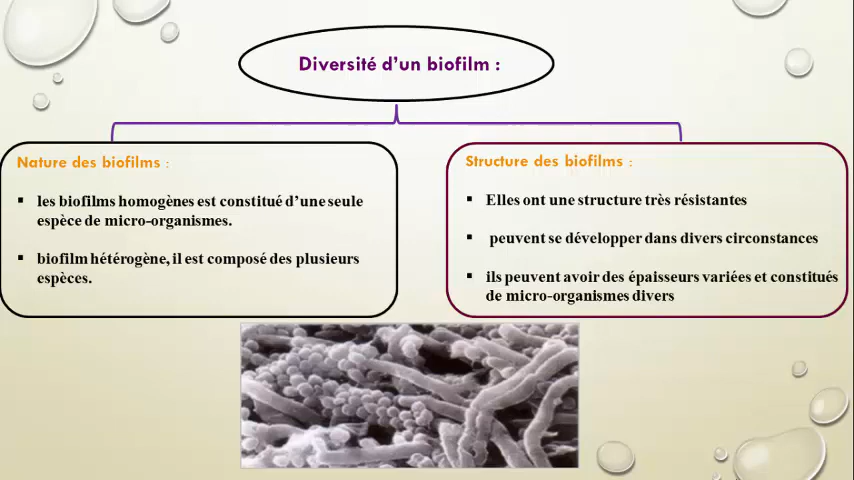 Diversité d'un biofilm :
Nature des biofilms :
▪ les biofilms homogènes est constitué d'une seule
espèce de micro-organismes.
▪ biofilm hétérogène, il est composé des plusieurs
espèces.
Structure des biofilms :
▪ Elles ont une structure très résistantes
▪ peuvent se développer dans divers circonstances
▪ ils peuvent avoir des épaisseurs variées et constitués
de micro-organismes divers